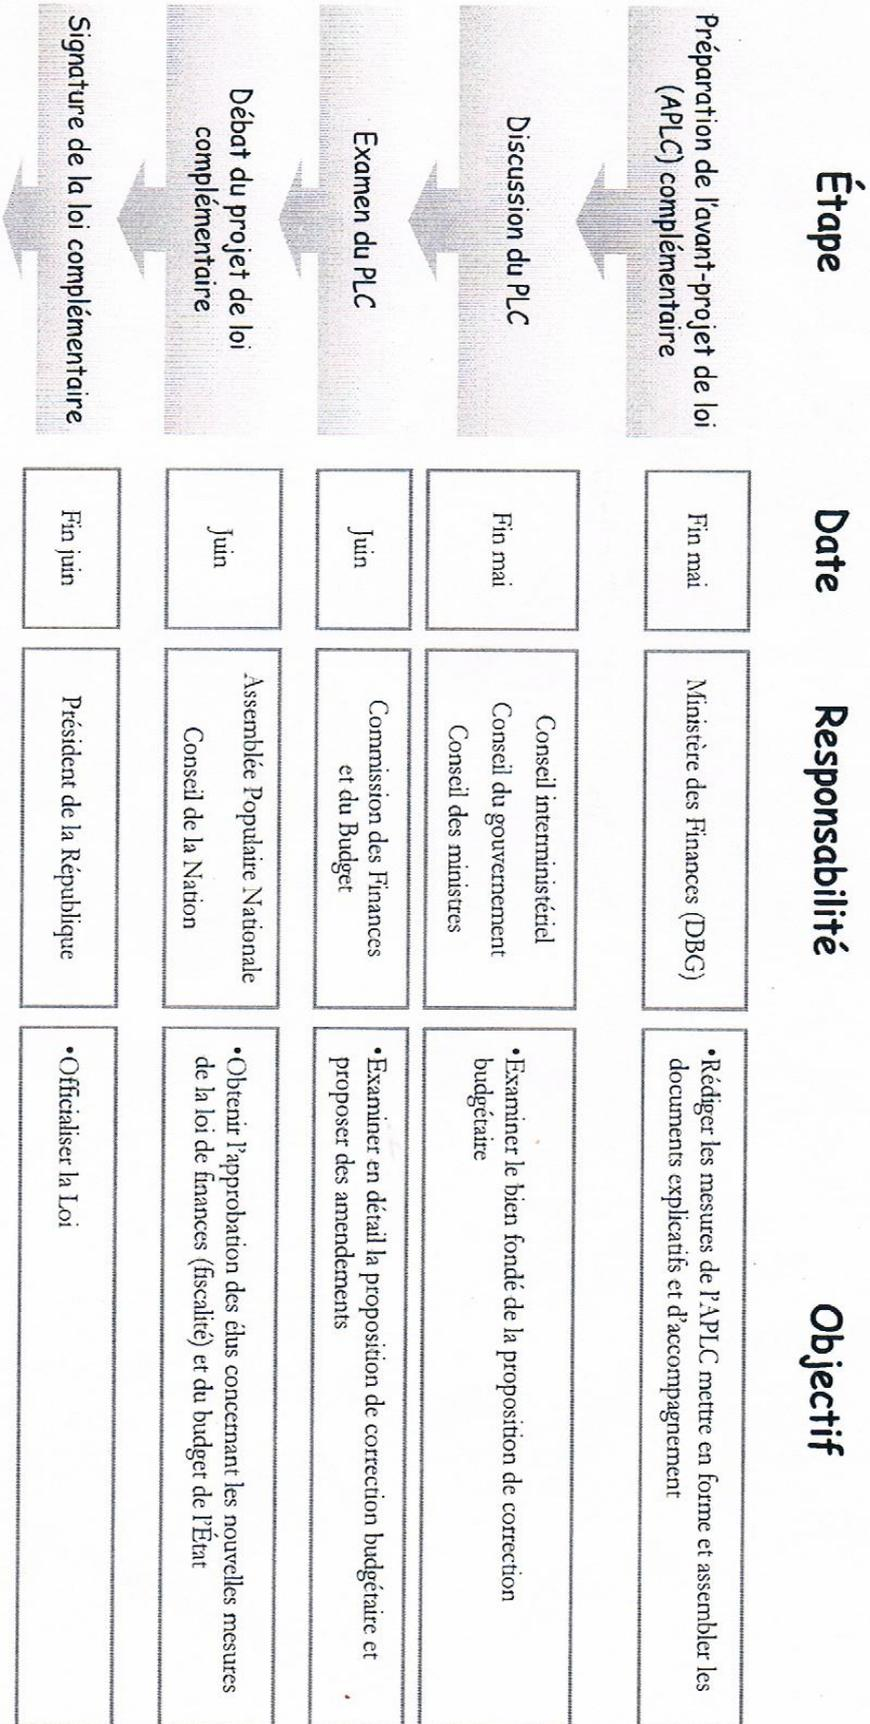 Étape
Date
Responsabilité
Objectif
Préparation de l'avant-projet de loi
(APLC) complémentaire
Fin mai
Ministère des Finances (DBG)
•Rédiger les mesures de l'APLC mettre en forme et assembler les
documents explicatifs et d'accompagnement
Discussion du PLC
Fin mai
Conseil interministériel
Conseil du gouvernement
Conseil des ministres
•Examiner le bien fondé de la proposition de correction
budgétaire
Examen du PLC
Juin
Commission des Finances
et du Budget
•Examiner en détail la proposition de correction budgétaire et
proposer des amendements
Débat du projet de loi
complémentaire
Juin
Assemblée Populaire Nationale
Conseil de la Nation
•Obtenir l'approbation des élus concernant les nouvelles mesures
de la loi de finances (fiscalité) et du budget de l'État
Signature de la loi complémentaire
Fin juin
Président de la République
•Officialiser la Loi